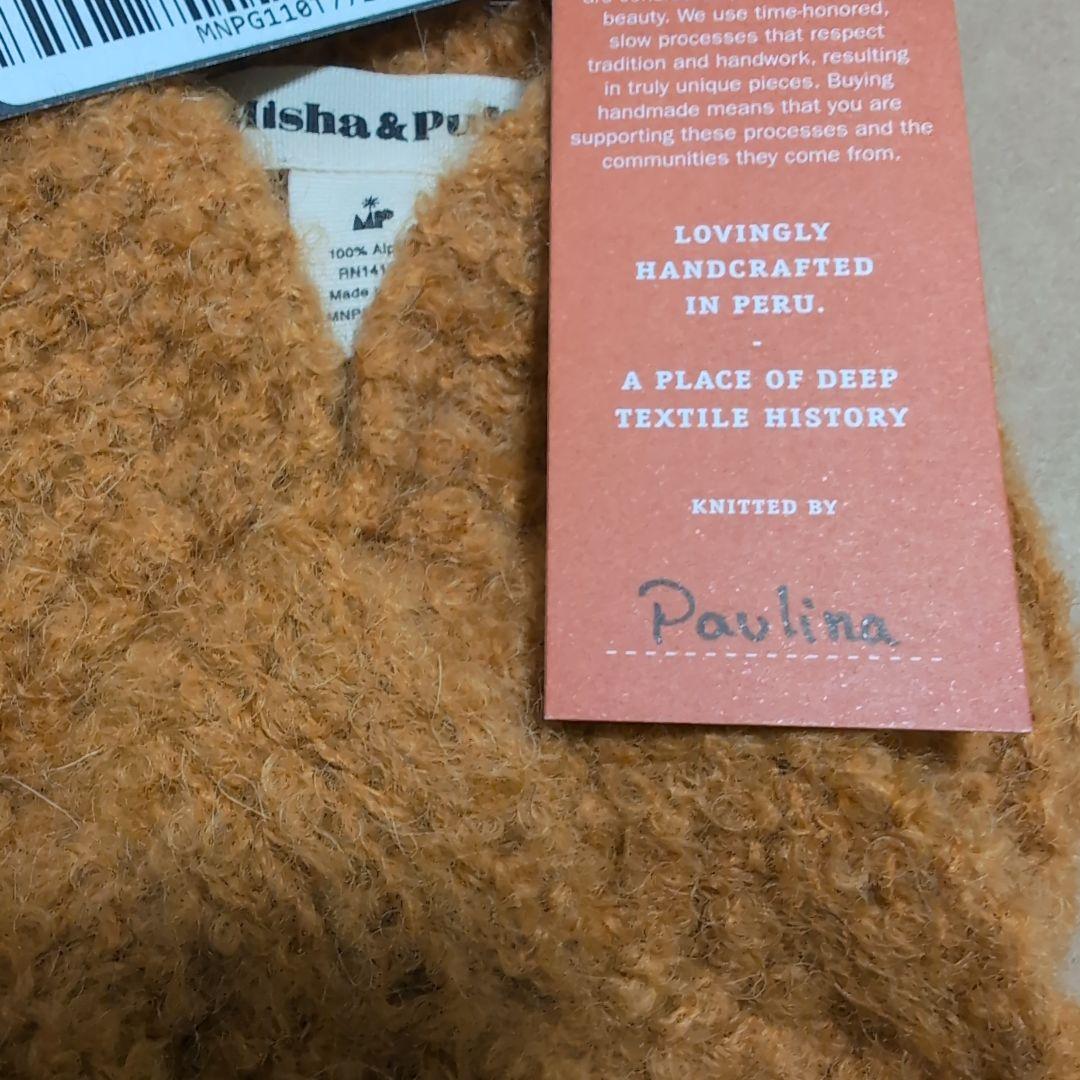 beauty. We use time-honored,
slow processes that respect
tradition and handwork, resulting
in truly unique pieces. Buying
handmade means that you are
supporting these processes and the
communities they come from.
LOVINGLY
HANDCRAFTED
IN PERU.
-
A PLACE OF DEEP
TEXTILE HISTORY
KNITTED BY
Paulina
isha & Pu
MP
100% Alp
RN141
Made
MNP